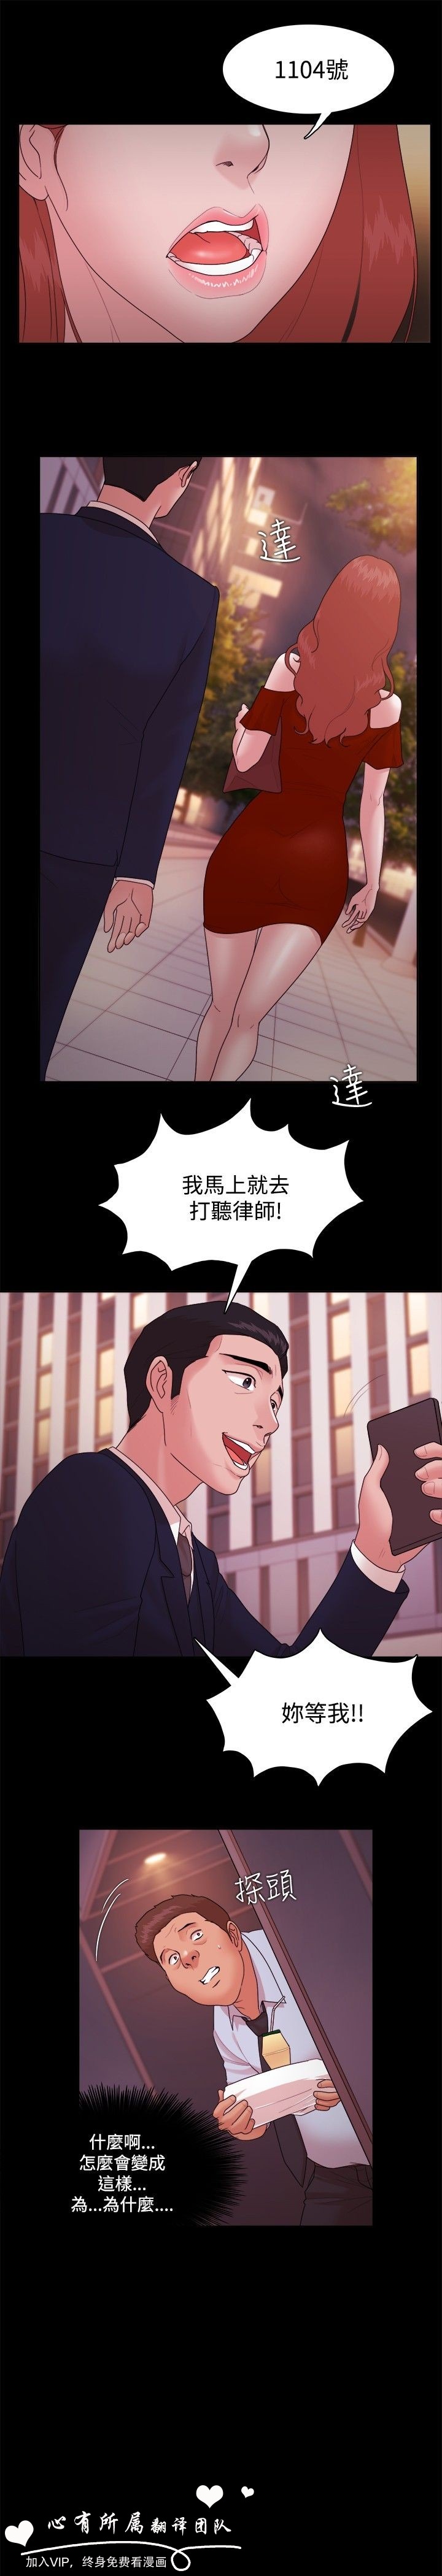 1104號
達
達
我馬上就去
打聽律師!
妳等我!!
探頭
什麼啊...
怎麼會變成
這樣...
為...為什麼....
心有所属翻译团队
加入VIP，终身免费看漫画